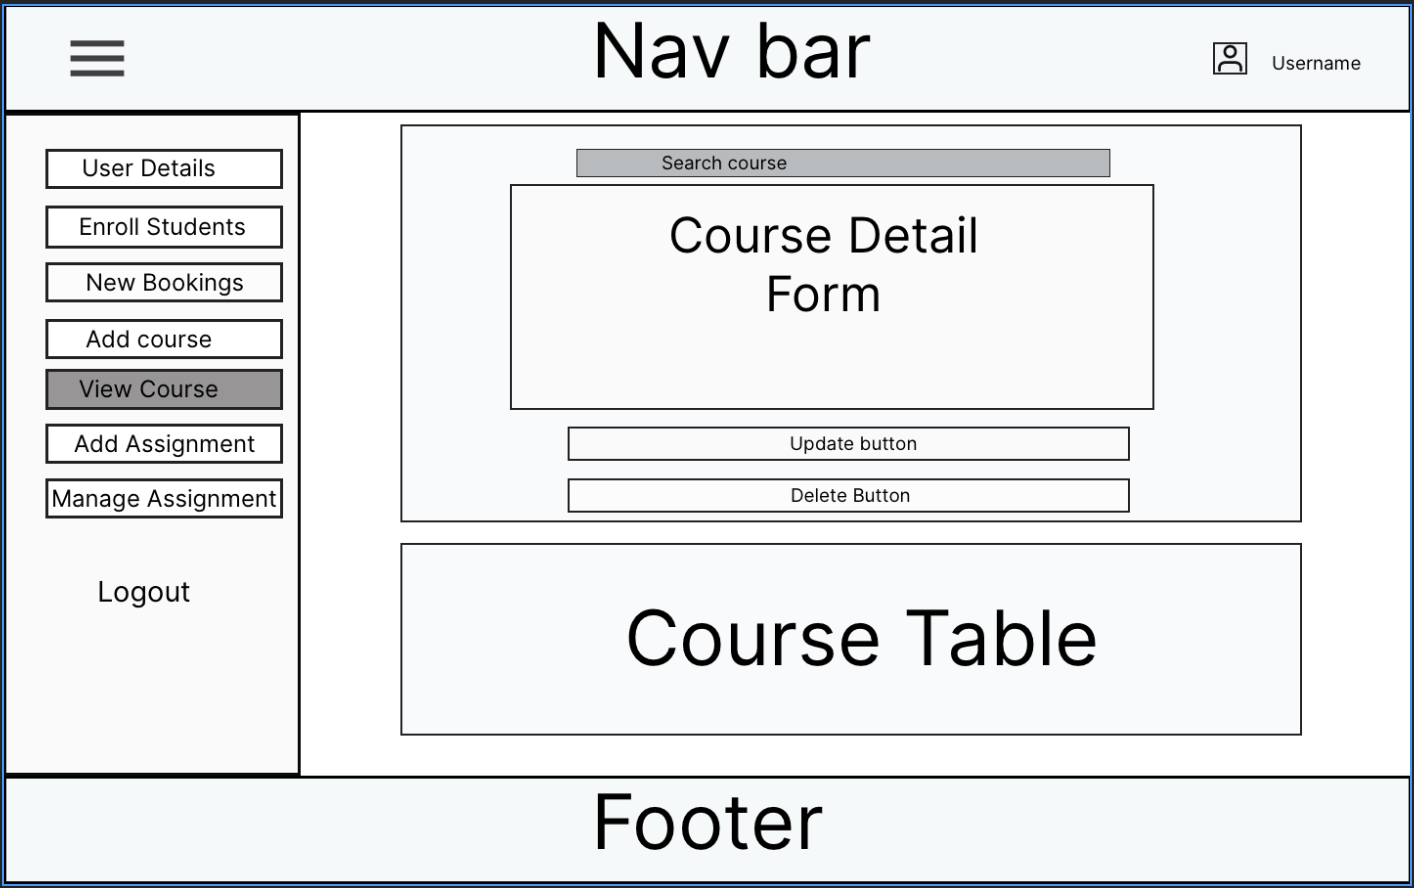 Nav bar
Username
User Details
Enroll Students
New Bookings
Add course
View Course
Add Assignment
Manage Assignment
Logout
Search course
Course Detail
Form
Update button
Delete Button
Course Table
Footer